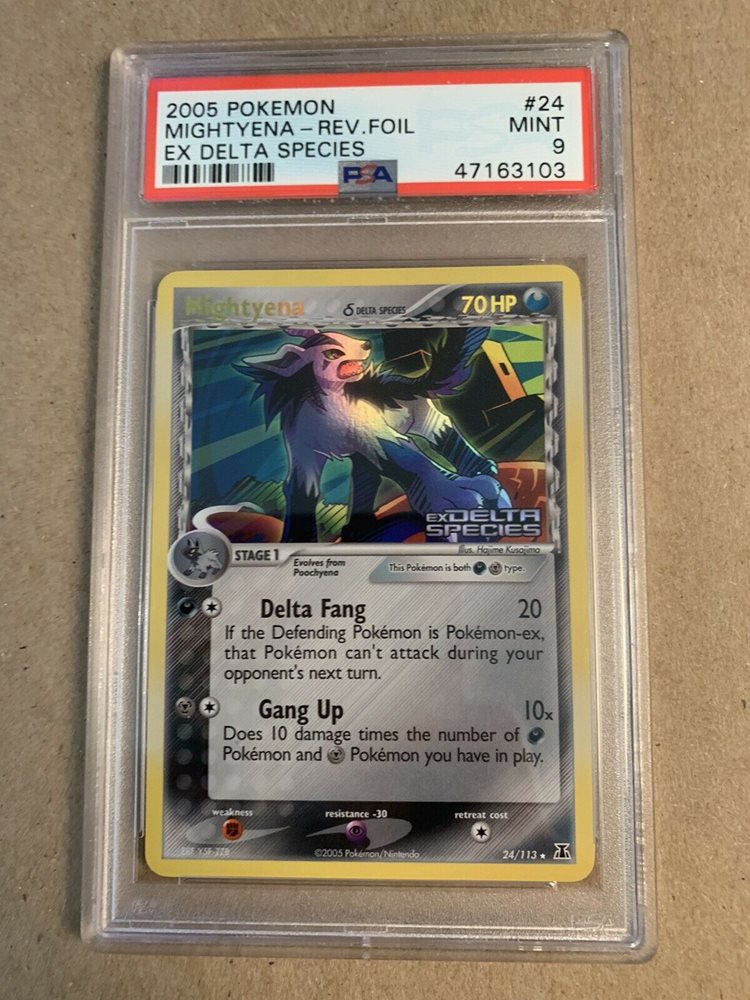 2005 POKEMON #24
MIGHTYENA – REV.FOIL MINT
EX DELTA SPECIES 9
PSA 47163103
Mightyena δ DELTA SPECIES 70 HP
EX DELTA
SPECIES
Illus. Hajime Kusajima
STAGE 1
Evolves from
Poochyena
This Pokémon is both type.
Delta Fang 20
If the Defending Pokémon is Pokémon-ex,
that Pokémon can't attack during your
opponent's next turn.
Gang Up 10x
Does 10 damage times the number of
Pokémon and Pokémon you have in play.
weakness resistance -30 retreat cost
©2005 Pokémon/Nintendo 24/113 ★